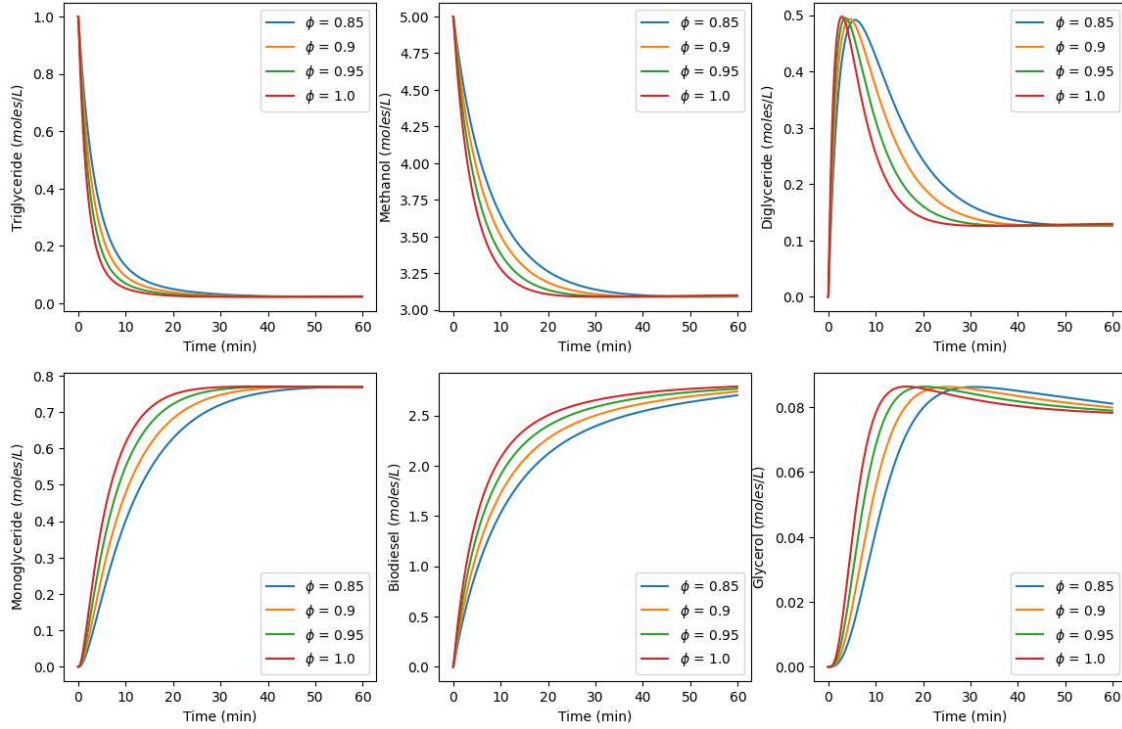 Triglyceride (moles/L)
1.0
0.8
0.6
0.4
0.2
0.0
0 10 20 30 40 50 60
Time (min)
ϕ = 0.85
ϕ = 0.9
ϕ = 0.95
ϕ = 1.0
Methanol (moles/L)
5.00
4.75
4.50
4.25
4.00
3.75
3.50
3.25
3.00
0 10 20 30 40 50 60
Time (min)
ϕ = 0.85
ϕ = 0.9
ϕ = 0.95
ϕ = 1.0
Diglyceride (moles/L)
0.5
0.4
0.3
0.2
0.1
0.0
0 10 20 30 40 50 60
Time (min)
ϕ = 0.85
ϕ = 0.9
ϕ = 0.95
ϕ = 1.0
Monoglyceride (moles/L)
0.8
0.7
0.6
0.5
0.4
0.3
0.2
0.1
0.0
0 10 20 30 40 50 60
Time (min)
ϕ = 0.85
ϕ = 0.9
ϕ = 0.95
ϕ = 1.0
Biodiesel (moles/L)
2.5
2.0
1.5
1.0
0.5
0.0
0 10 20 30 40 50 60
Time (min)
ϕ = 0.85
ϕ = 0.9
ϕ = 0.95
ϕ = 1.0
Glycerol (moles/L)
0.08
0.06
0.04
0.02
0.00
0 10 20 30 40 50 60
Time (min)
ϕ = 0.85
ϕ = 0.9
ϕ = 0.95
ϕ = 1.0